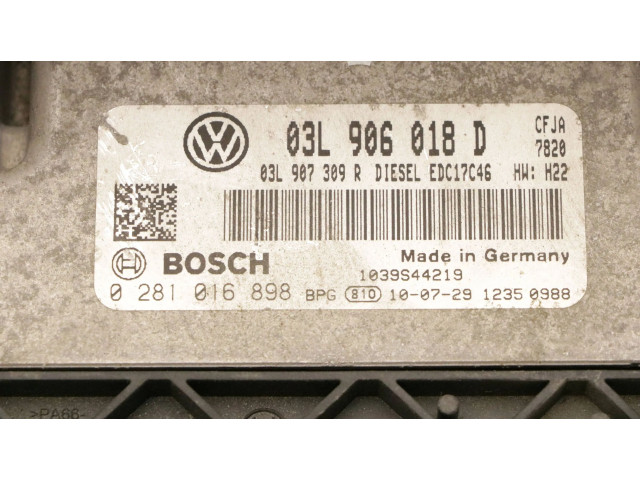 03L 906 018 D
CFJA
7820
03L 907 309 R DIESEL EDC17C46 HW: H22
Made in Germany
BOSCH
1039S44219
0 281 016 898 BPG 810 10-07-29 1235 0988
>PA66-